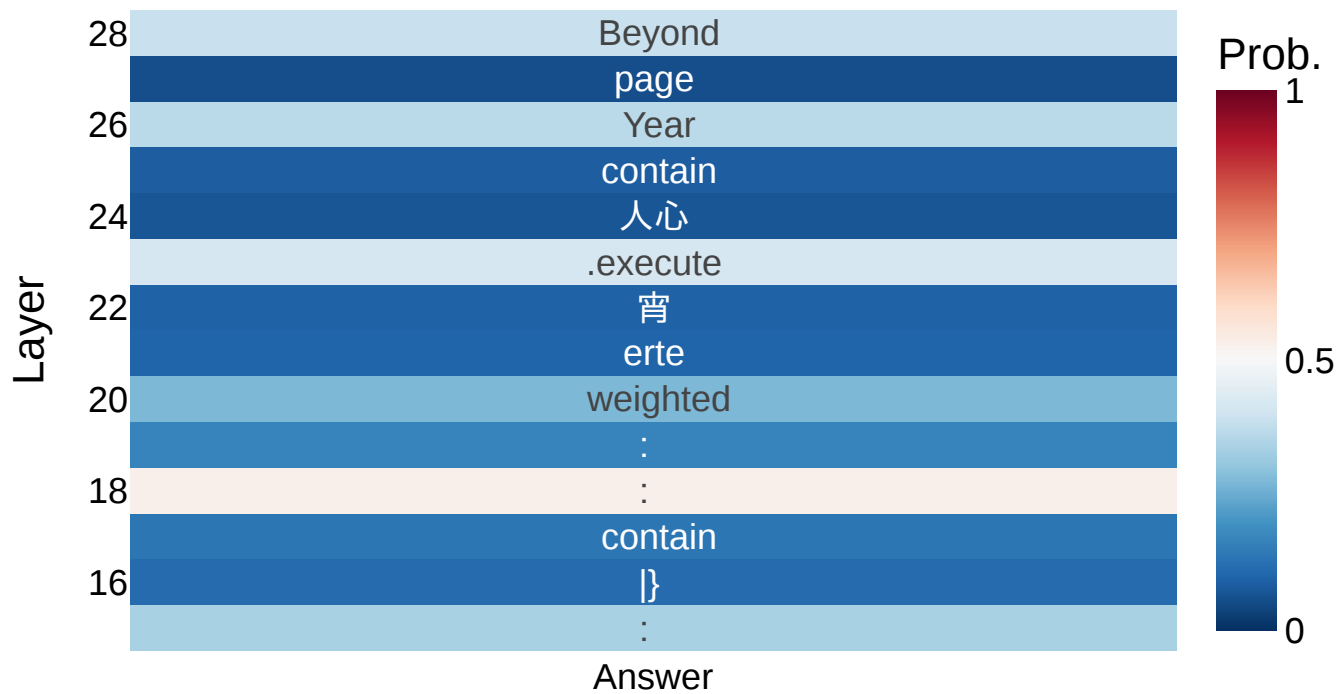 28 Beyond
page
26 Year
contain
24 人心
.execute
22 宵
erte
20 weighted
:
18 :
contain
16 |}
:
Answer
Layer
Prob.
1
0.5
0